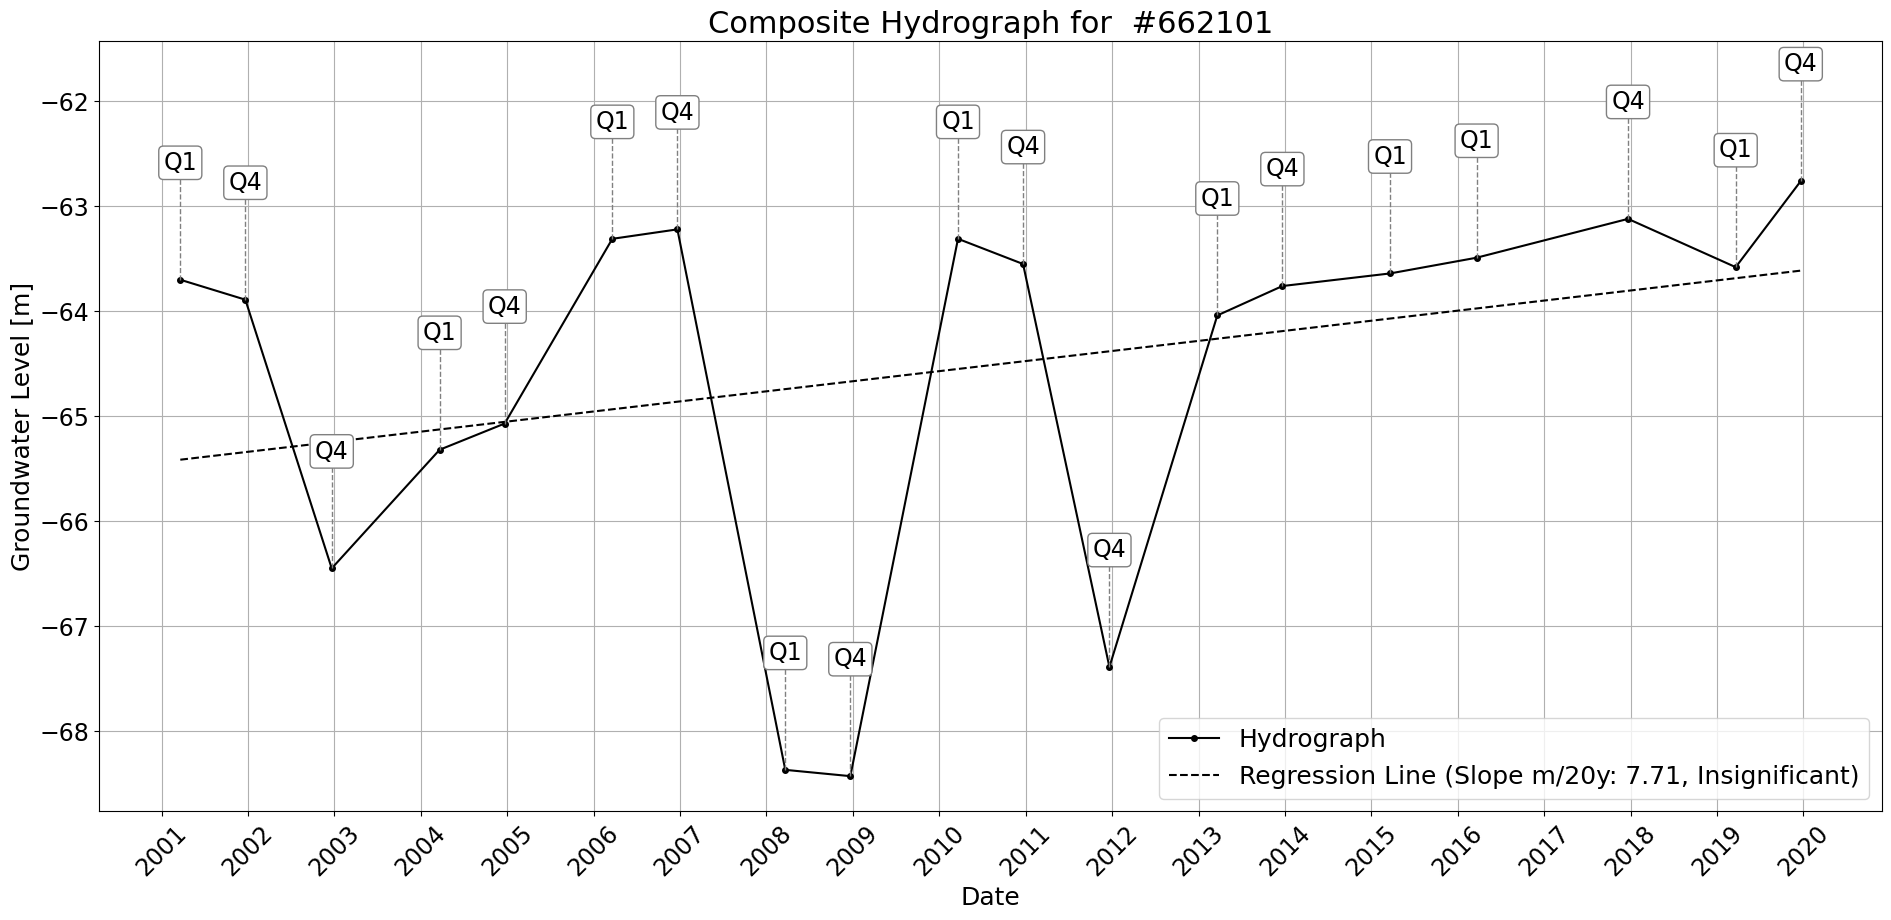 Composite Hydrograph for  #662101
Groundwater Level [m]
−62
−63
−64
−65
−66
−67
−68
Q1
Q4
Q4
Q1
Q4
Q1
Q4
Q1
Q4
Q1
Q4
Q4
Q1
Q4
Q1
Q1
Q4
Q1
Q4
Hydrograph
Regression Line (Slope m/20y: 7.71, Insignificant)
2001
2002
2003
2004
2005
2006
2007
2008
2009
2010
2011
2012
2013
2014
2015
2016
2017
2018
2019
2020
Date